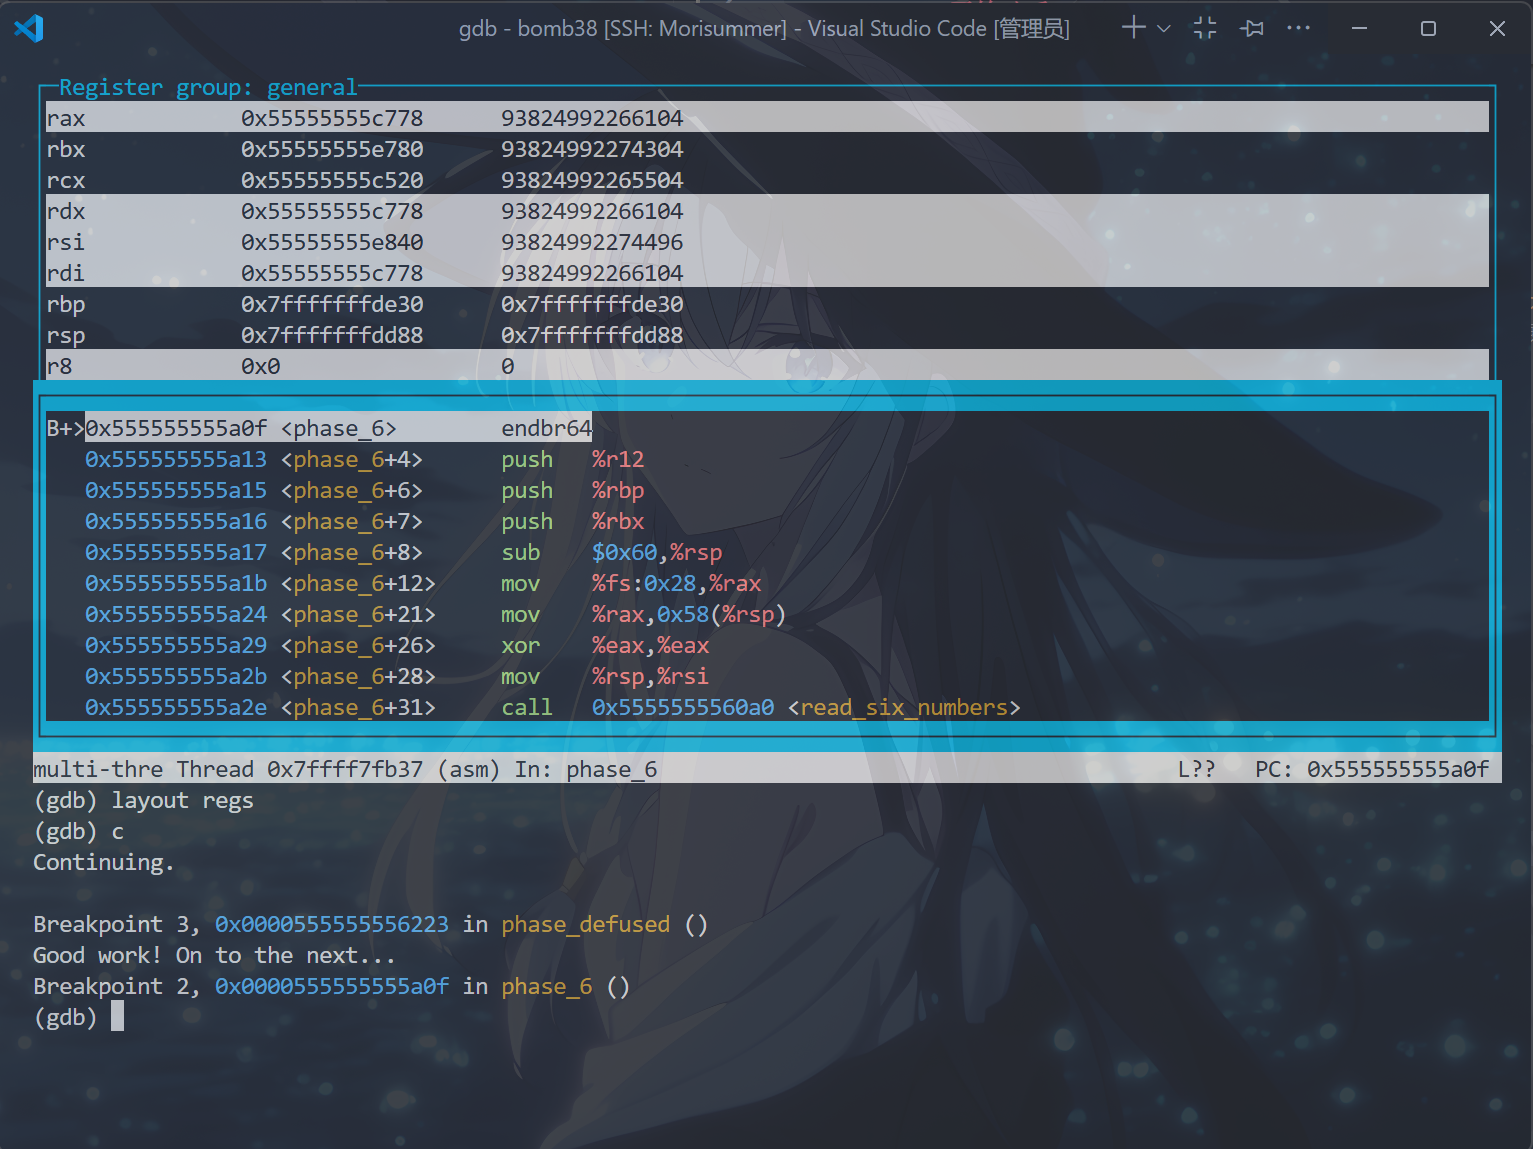 gdb - bomb38 [SSH: Morisummer] - Visual Studio Code [管理员]
Register group: general
rax 0x55555555c778 93824992266104
rbx 0x55555555e780 93824992274304
rcx 0x55555555c520 93824992265504
rdx 0x55555555c778 93824992266104
rsi 0x55555555e840 93824992274496
rdi 0x55555555c778 93824992266104
rbp 0x7fffffffde30 0x7fffffffde30
rsp 0x7fffffffdd88 0x7fffffffdd88
r8 0x0 0
B+>0x555555555a0f <phase_6> endbr64
0x555555555a13 <phase_6+4> push %r12
0x555555555a15 <phase_6+6> push %rbp
0x555555555a16 <phase_6+7> push %rbx
0x555555555a17 <phase_6+8> sub $0x60,%rsp
0x555555555a1b <phase_6+12> mov %fs:0x28,%rax
0x555555555a24 <phase_6+21> mov %rax,0x58(%rsp)
0x555555555a29 <phase_6+26> xor %eax,%eax
0x555555555a2b <phase_6+28> mov %rsp,%rsi
0x555555555a2e <phase_6+31> call 0x5555555560a0 <read_six_numbers>
multi-thre Thread 0x7ffff7fb37 (asm) In: phase_6 L?? PC: 0x555555555a0f
(gdb) layout regs
(gdb) c
Continuing.
Breakpoint 3, 0x0000555555556223 in phase_defused ()
Good work! On to the next...
Breakpoint 2, 0x0000555555555a0f in phase_6 ()
(gdb)